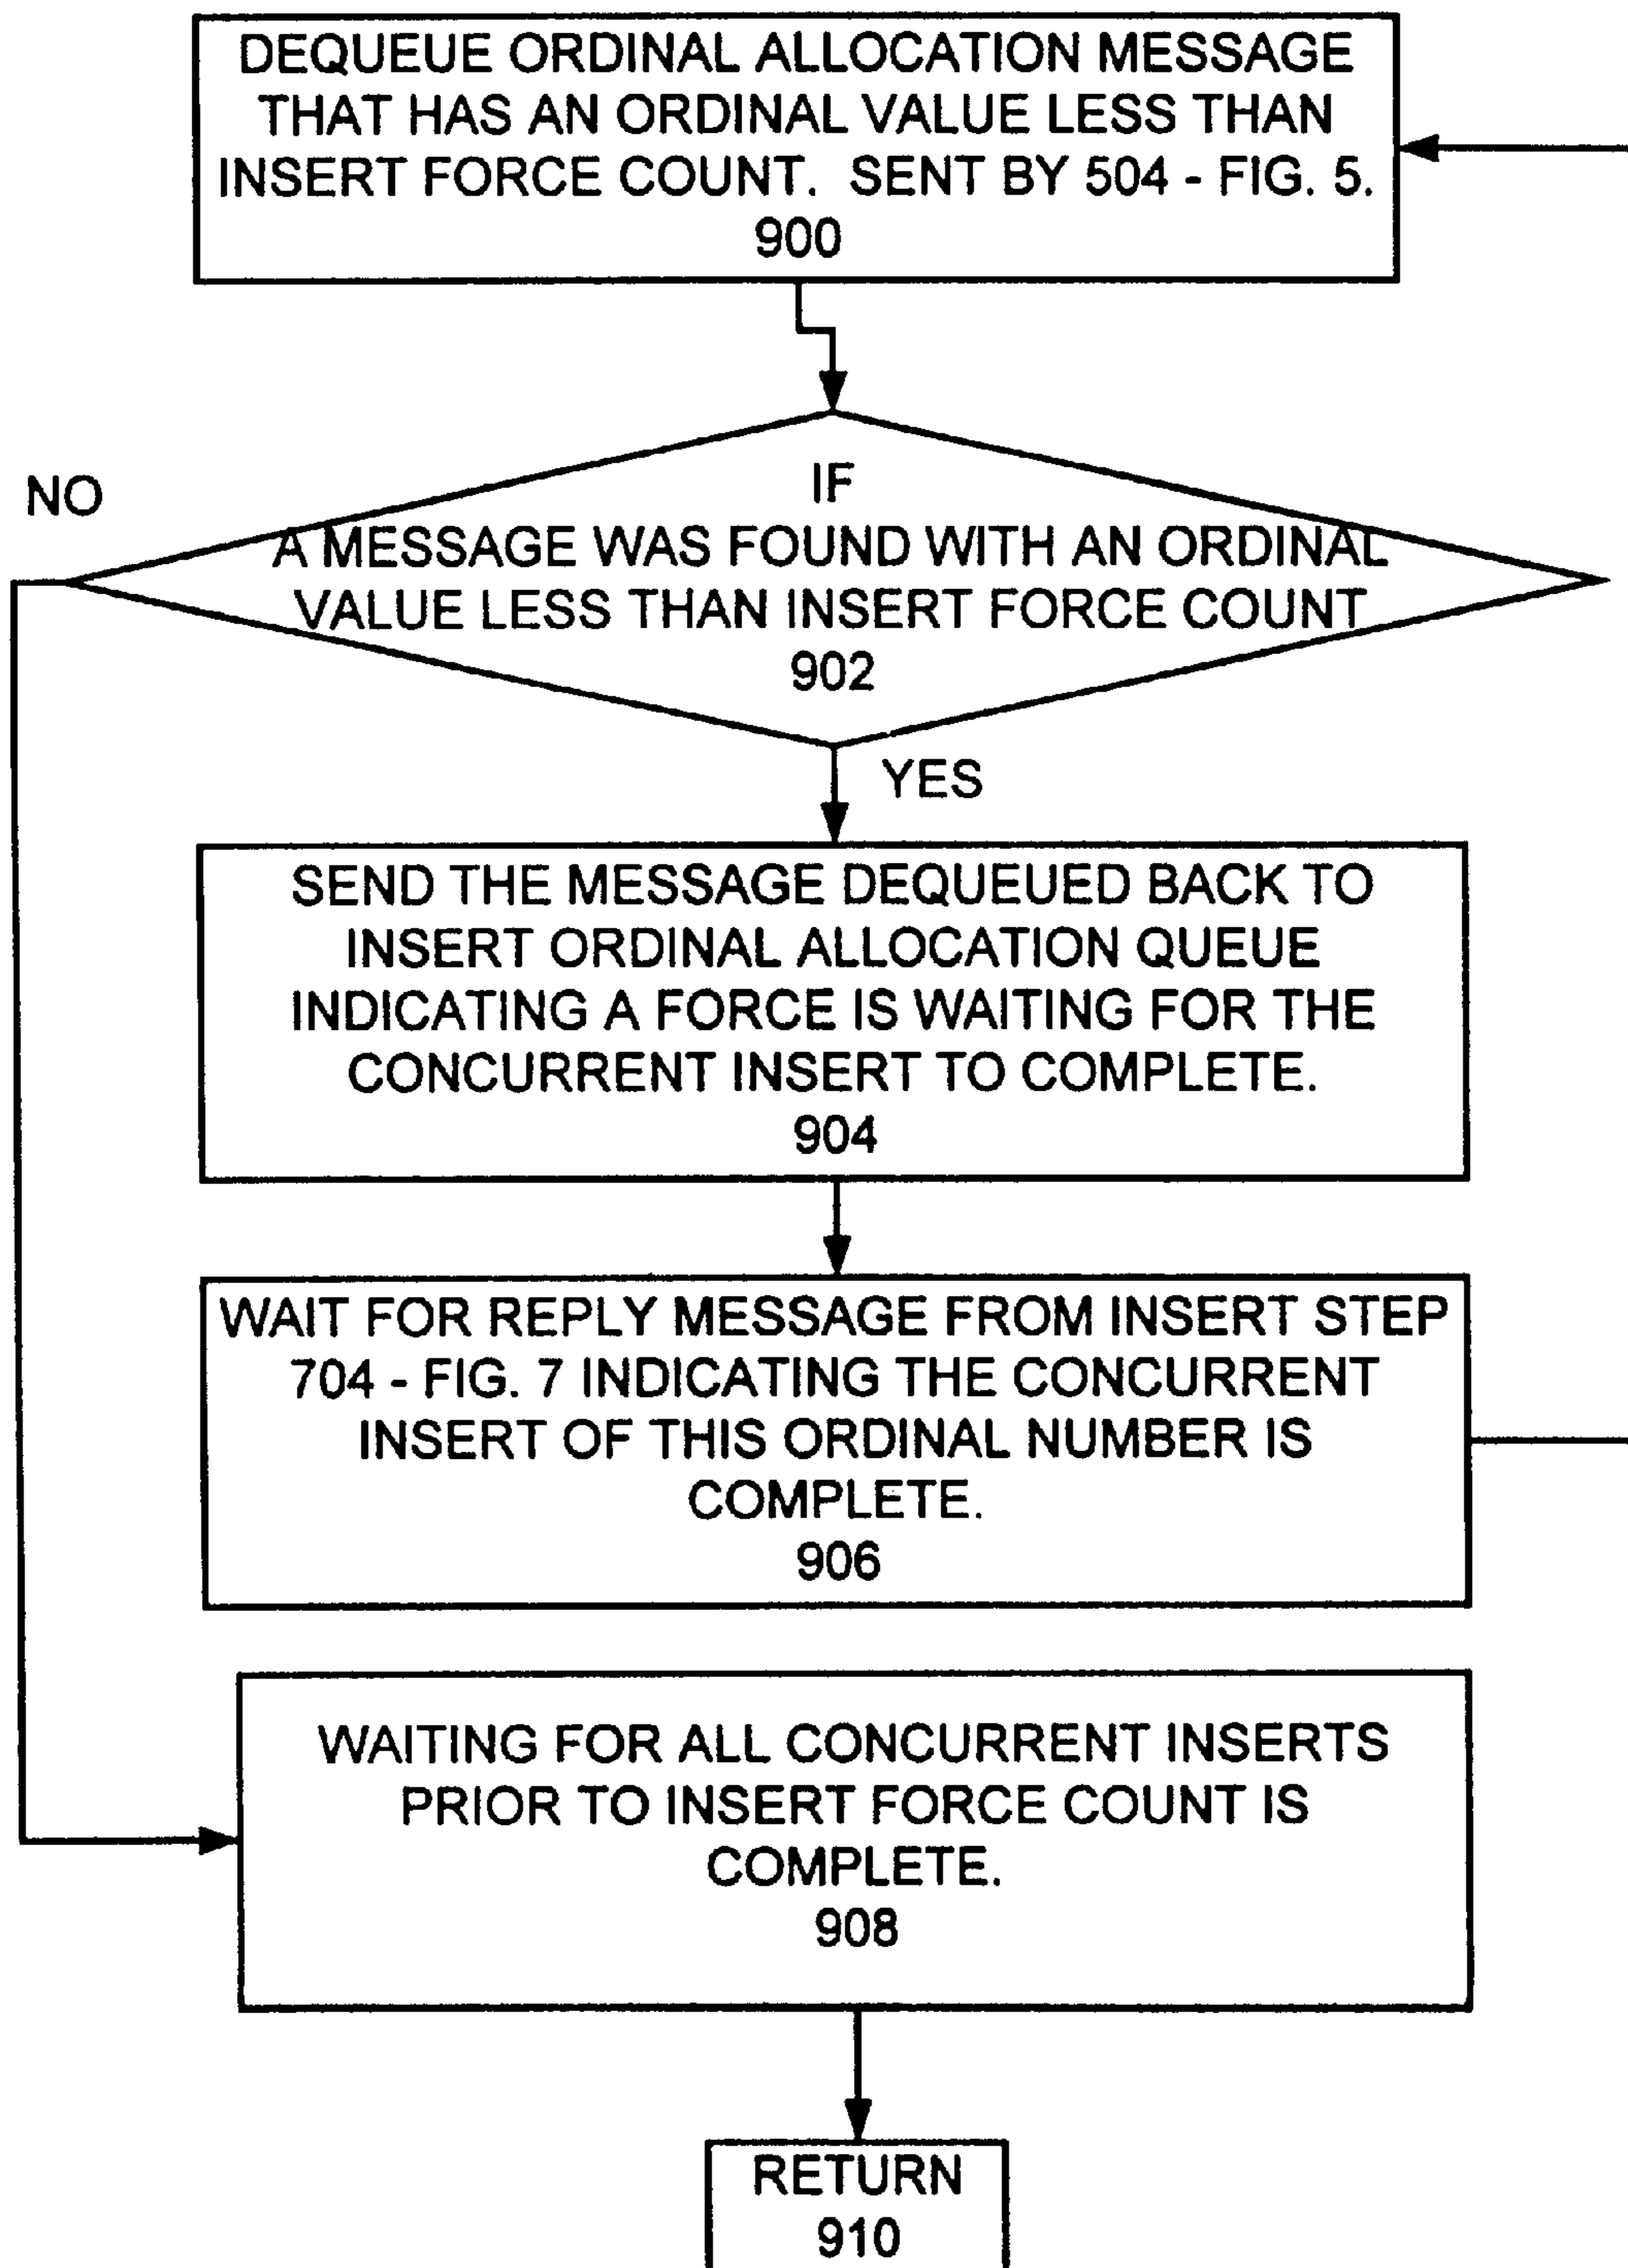 DEQUEUE ORDINAL ALLOCATION MESSAGE
THAT HAS AN ORDINAL VALUE LESS THAN
INSERT FORCE COUNT. SENT BY 504 - FIG. 5.
900
NO
IF
A MESSAGE WAS FOUND WITH AN ORDINAL
VALUE LESS THAN INSERT FORCE COUNT
902
YES
SEND THE MESSAGE DEQUEUED BACK TO
INSERT ORDINAL ALLOCATION QUEUE
INDICATING A FORCE IS WAITING FOR THE
CONCURRENT INSERT TO COMPLETE.
904
WAIT FOR REPLY MESSAGE FROM INSERT STEP
704 - FIG. 7 INDICATING THE CONCURRENT
INSERT OF THIS ORDINAL NUMBER IS
COMPLETE.
906
WAITING FOR ALL CONCURRENT INSERTS
PRIOR TO INSERT FORCE COUNT IS
COMPLETE.
908
RETURN
910